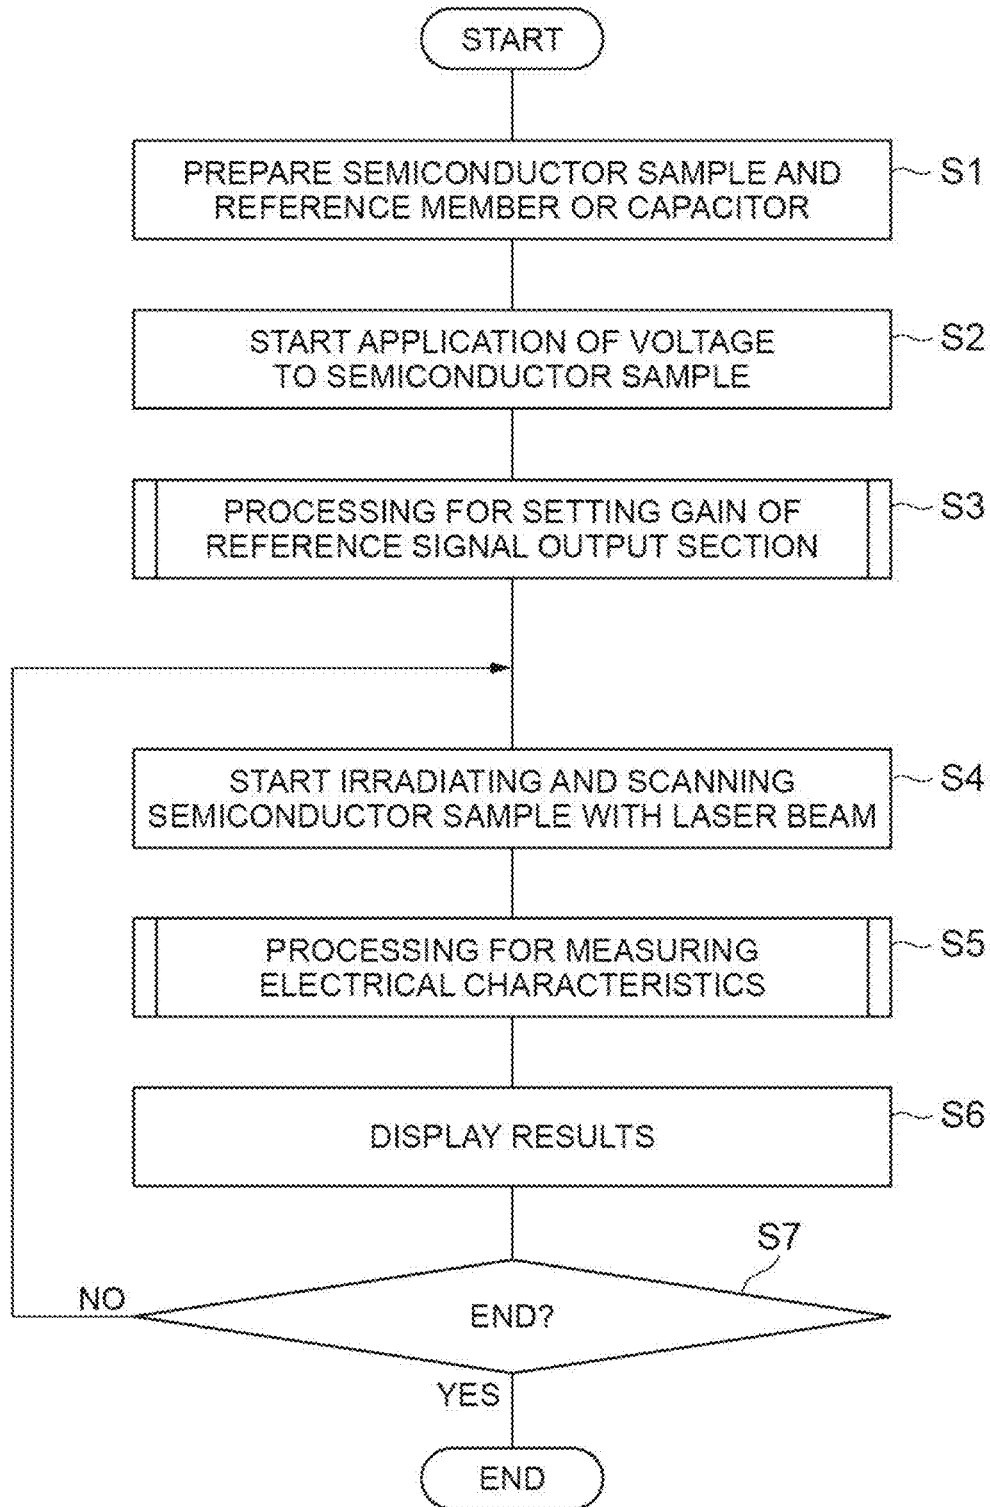 START
PREPARE SEMICONDUCTOR SAMPLE AND
REFERENCE MEMBER OR CAPACITOR
S1
START APPLICATION OF VOLTAGE
TO SEMICONDUCTOR SAMPLE
S2
PROCESSING FOR SETTING GAIN OF
REFERENCE SIGNAL OUTPUT SECTION
S3
START IRRADIATING AND SCANNING
SEMICONDUCTOR SAMPLE WITH LASER BEAM
S4
PROCESSING FOR MEASURING
ELECTRICAL CHARACTERISTICS
S5
DISPLAY RESULTS
S6
S7
NO
END?
YES
END